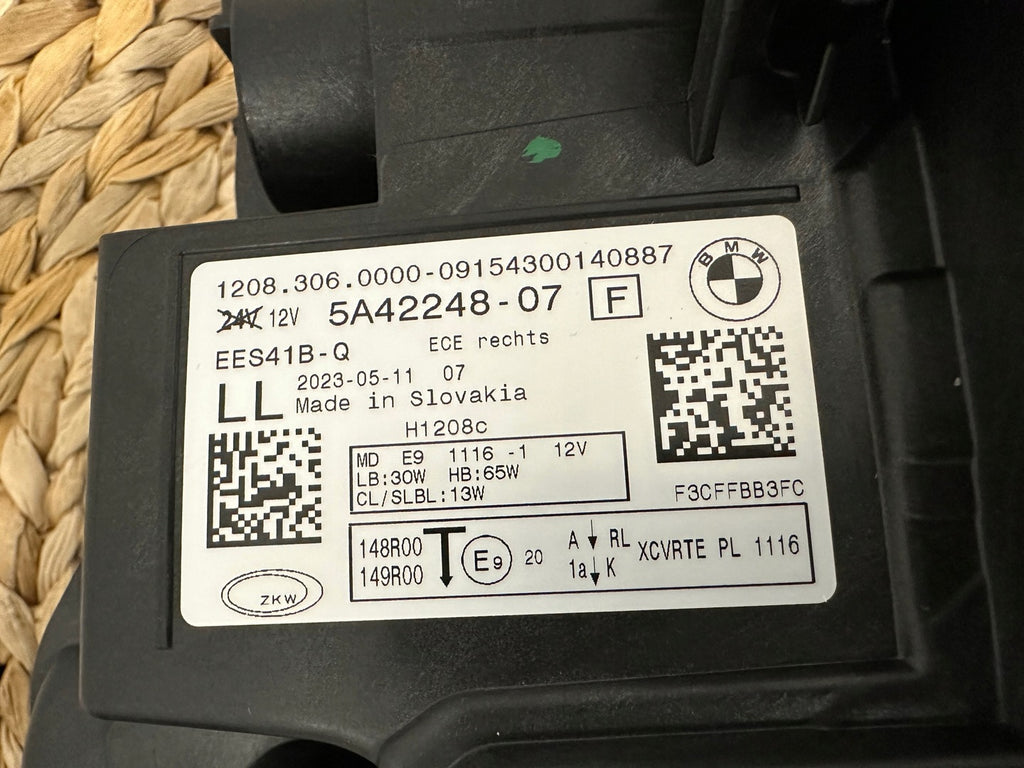 1208.306.0000-09154300140887
BMW
24V 12V 5A42248-07 F
EES41B-Q ECE rechts
LL 2023-05-11 07
Made in Slovakia
H1208c
MD E9 1116 -1 12V
LB:30W HB:65W
CL/SLBL:13W
F3CFFBB3FC
148R00 T E9 20 A ↓ RL XCVRTE PL 1116
149R00 1a ↓ K
ZKW